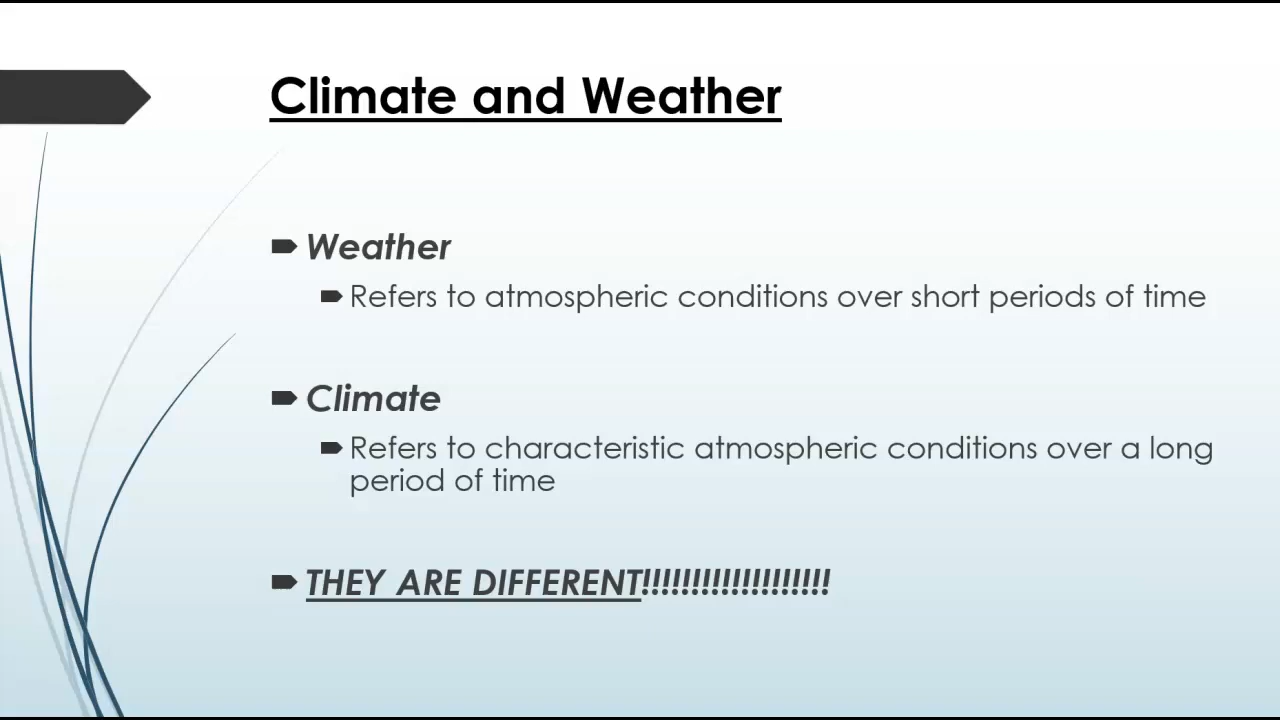 Climate and Weather
Weather
Refers to atmospheric conditions over short periods of time
Climate
Refers to characteristic atmospheric conditions over a long
period of time
THEY ARE DIFFERENT!!!!!!!!!!!!!!!!!!!